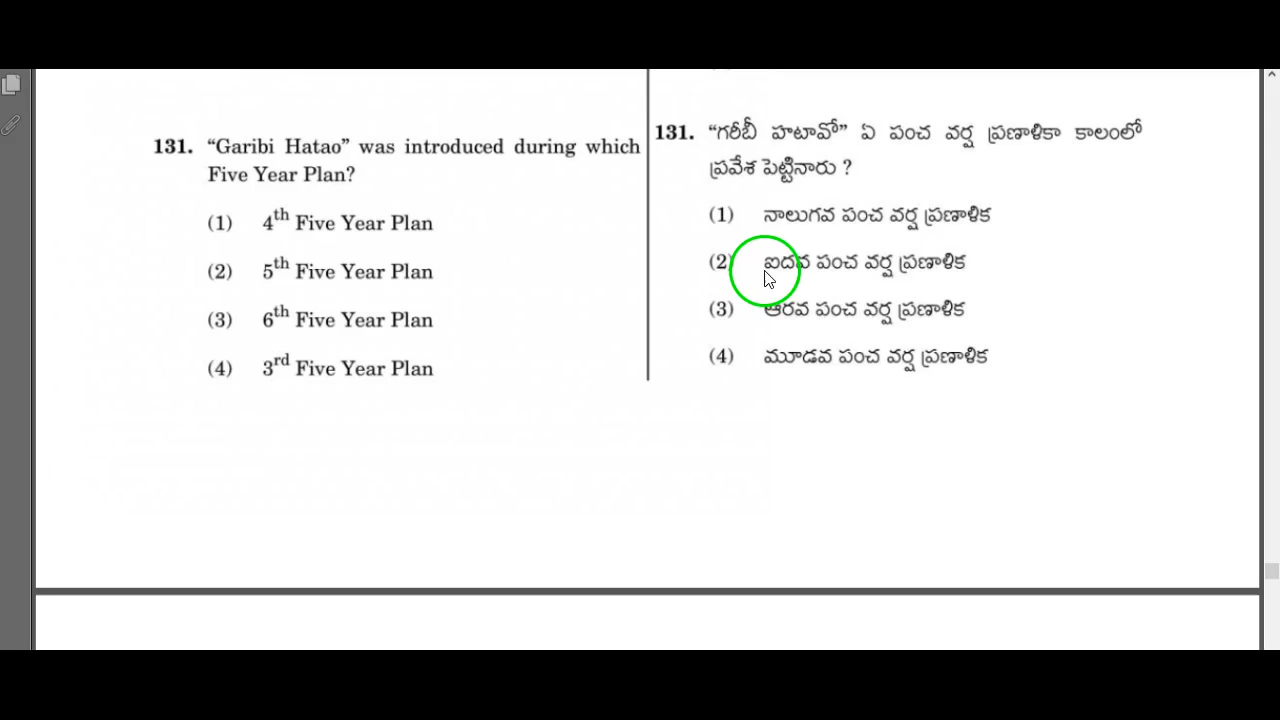 131. “Garibi Hatao” was introduced during which
Five Year Plan?
(1) 4th Five Year Plan
(2) 5th Five Year Plan
(3) 6th Five Year Plan
(4) 3rd Five Year Plan
131. “గరీబీ హటావో” ఏ పంచ వర్ష ప్రణాళికా కాలంలో
ప్రవేశ పెట్టినారు ?
(1) నాలుగవ పంచ వర్ష ప్రణాళిక
(2) ఐదవ పంచ వర్ష ప్రణాళిక
(3) ఆరవ పంచ వర్ష ప్రణాళిక
(4) మూడవ పంచ వర్ష ప్రణాళిక